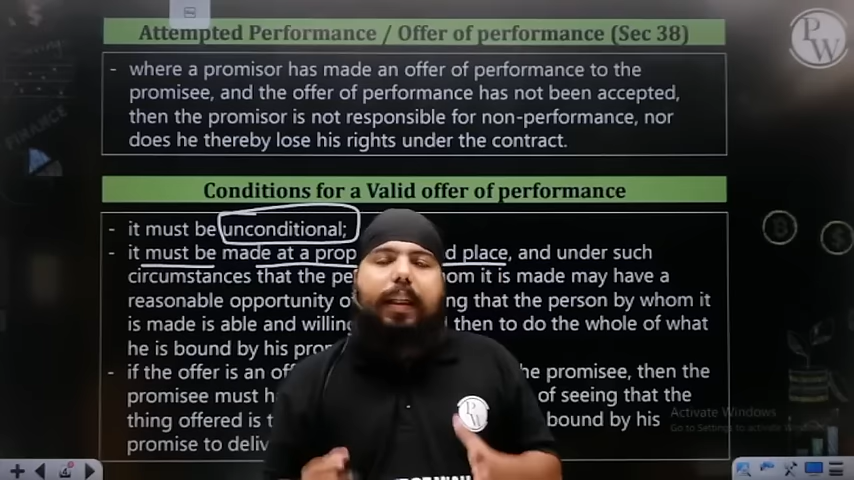 Attempted Performance / Offer of performance (Sec 38)
- where a promisor has made an offer of performance to the
promisee, and the offer of performance has not been accepted,
then the promisor is not responsible for non-performance, nor
does he thereby lose his rights under the contract.
Conditions for a Valid offer of performance
- it must be unconditional;
- it must be made at a prop d place, and under such
circumstances that the pe om it is made may have a
reasonable opportunity o ng that the person by whom it
is made is able and willing then to do the whole of what
he is bound by his pro
- if the offer is an off he promisee, then the
promisee must h of seeing that the
thing offered is t bound by his
promise to deliv
PW
PW
FINANCE
Activate Windows
Go to Settings to activate Windows